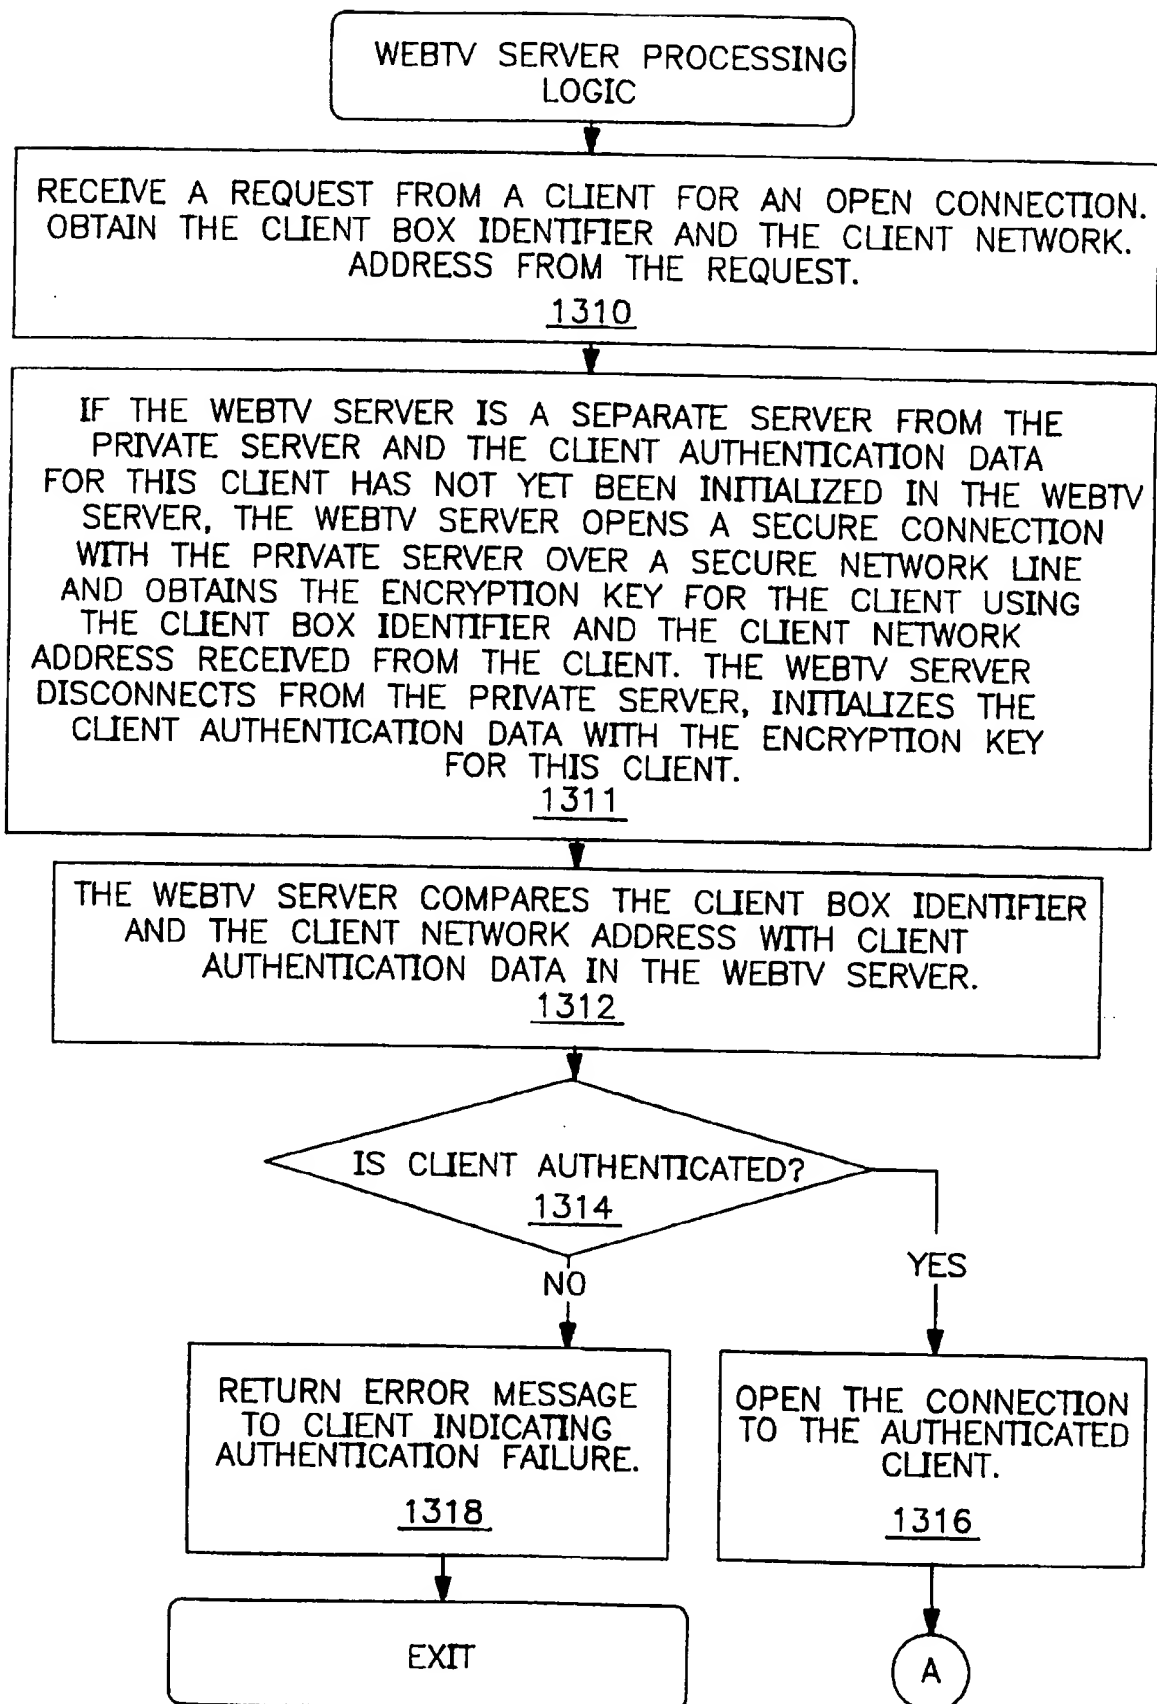 WEBTV SERVER PROCESSING
LOGIC
RECEIVE A REQUEST FROM A CLIENT FOR AN OPEN CONNECTION.
OBTAIN THE CLIENT BOX IDENTIFIER AND THE CLIENT NETWORK.
ADDRESS FROM THE REQUEST.
1310
IF THE WEBTV SERVER IS A SEPARATE SERVER FROM THE
PRIVATE SERVER AND THE CLIENT AUTHENTICATION DATA
FOR THIS CLIENT HAS NOT YET BEEN INITIALIZED IN THE WEBTV
SERVER, THE WEBTV SERVER OPENS A SECURE CONNECTION
WITH THE PRIVATE SERVER OVER A SECURE NETWORK LINE
AND OBTAINS THE ENCRYPTION KEY FOR THE CLIENT USING
THE CLIENT BOX IDENTIFIER AND THE CLIENT NETWORK
ADDRESS RECEIVED FROM THE CLIENT. THE WEBTV SERVER
DISCONNECTS FROM THE PRIVATE SERVER, INITIALIZES THE
CLIENT AUTHENTICATION DATA WITH THE ENCRYPTION KEY
FOR THIS CLIENT.
1311
THE WEBTV SERVER COMPARES THE CLIENT BOX IDENTIFIER
AND THE CLIENT NETWORK ADDRESS WITH CLIENT
AUTHENTICATION DATA IN THE WEBTV SERVER.
1312
IS CLIENT AUTHENTICATED?
1314
NO
YES
RETURN ERROR MESSAGE
TO CLIENT INDICATING
AUTHENTICATION FAILURE.
1318
OPEN THE CONNECTION
TO THE AUTHENTICATED
CLIENT.
1316
EXIT
A